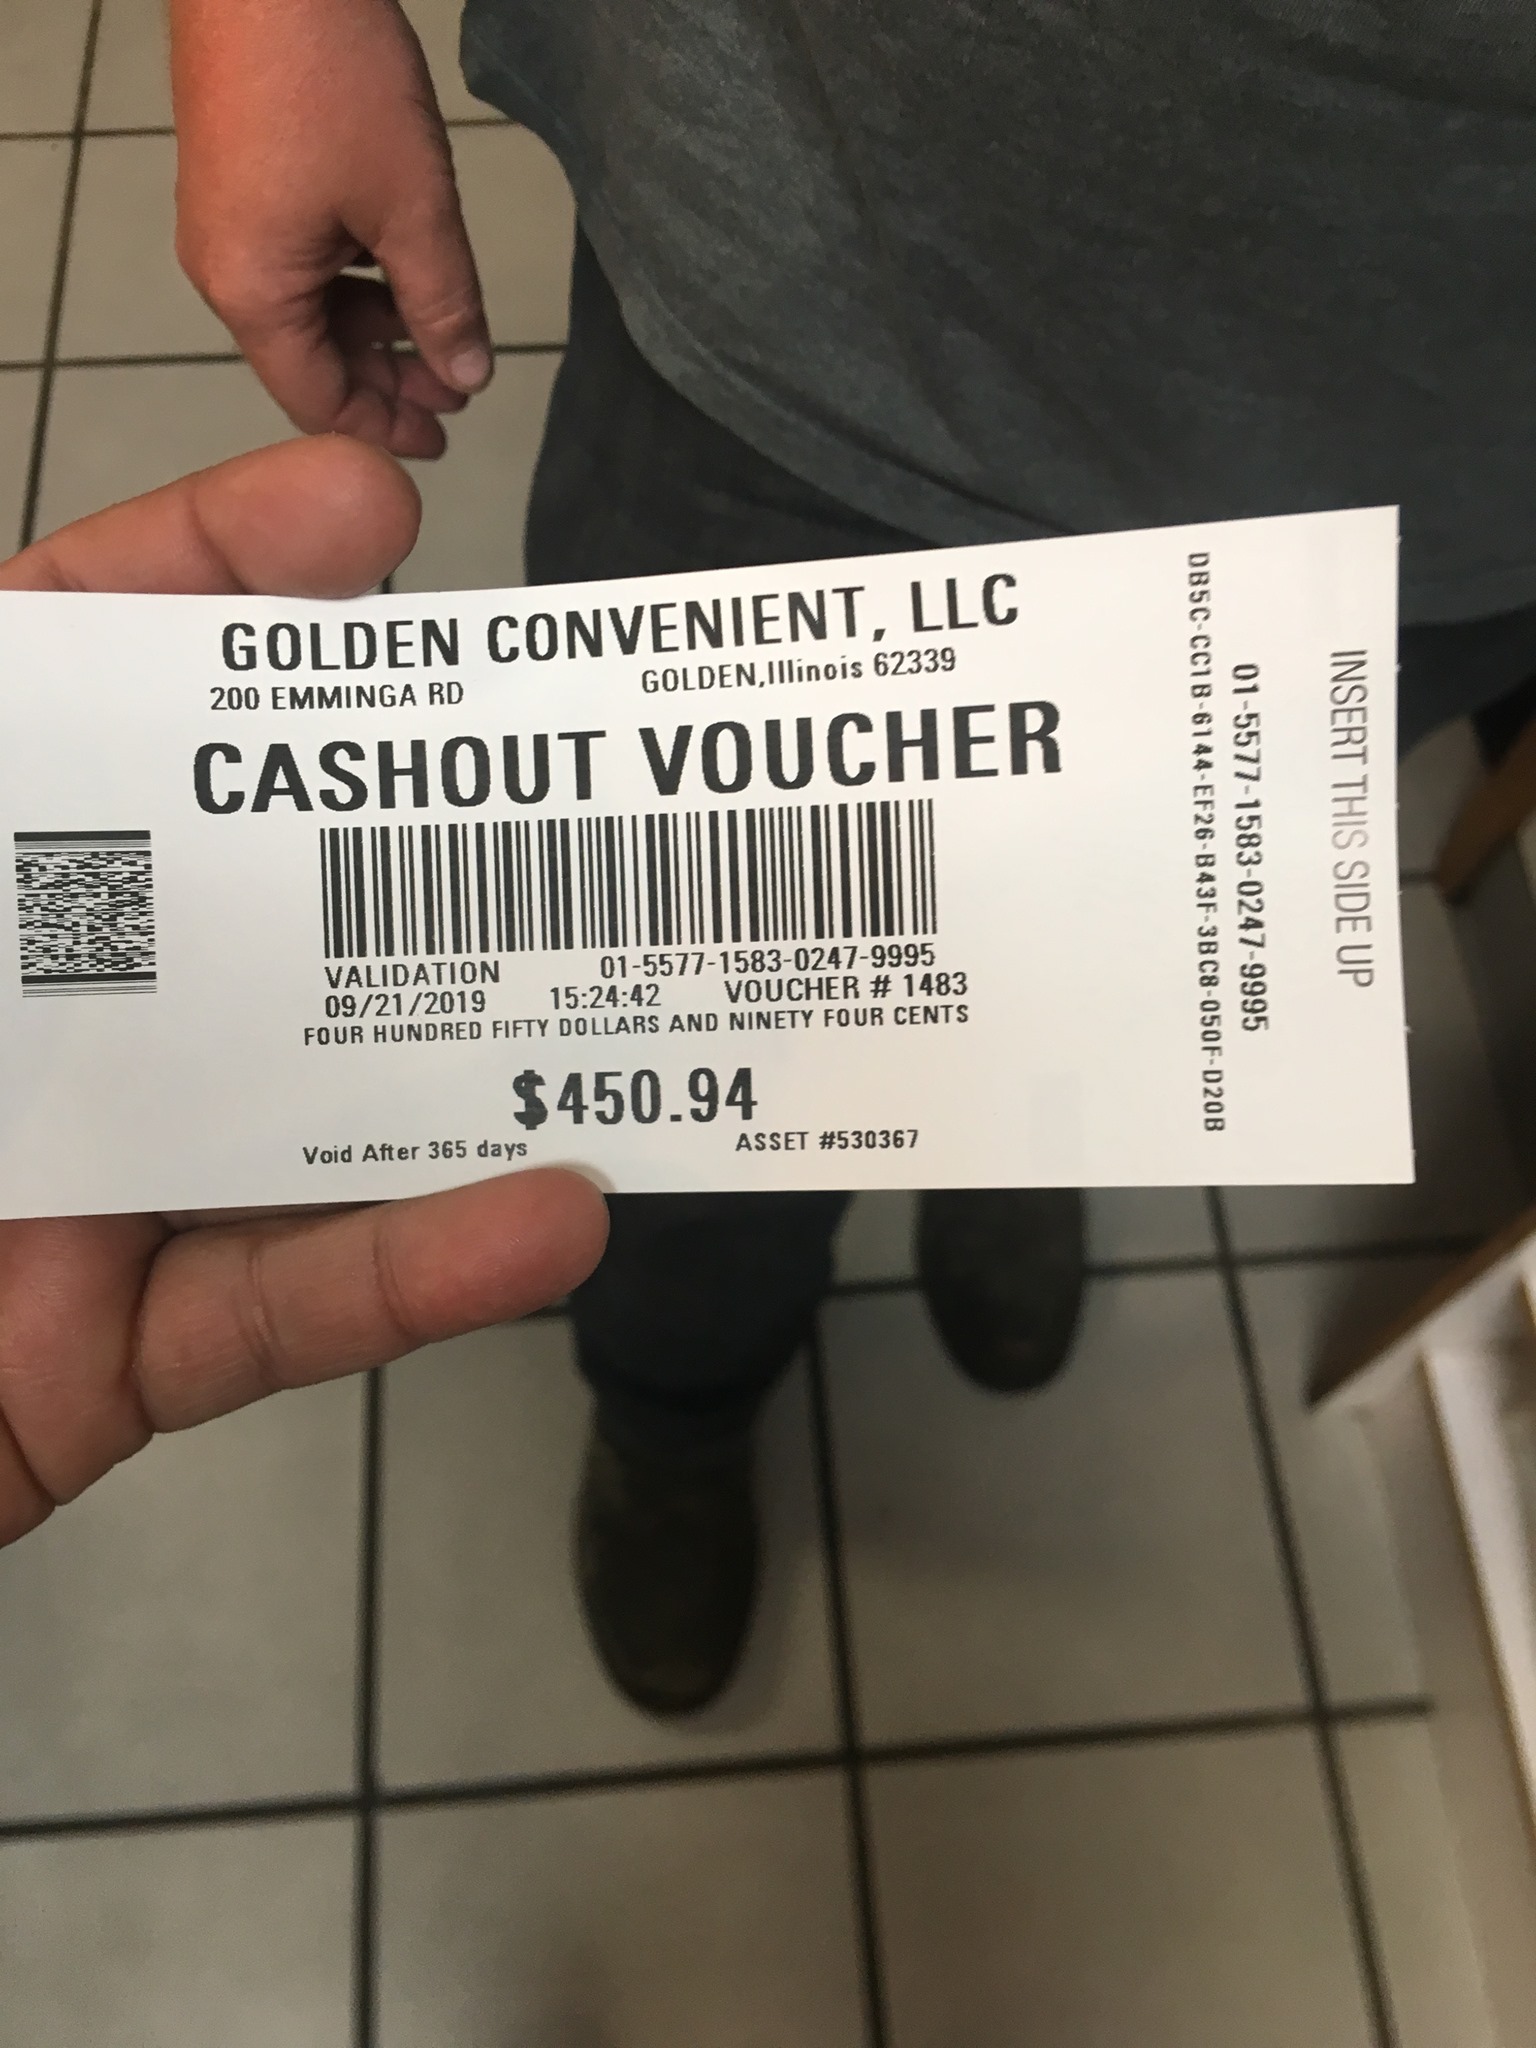 GOLDEN CONVENIENT, LLC
200 EMMINGA RD GOLDEN,Illinois 62339
CASHOUT VOUCHER
VALIDATION 01-5577-1583-0247-9995
09/21/2019 15:24:42 VOUCHER # 1483
FOUR HUNDRED FIFTY DOLLARS AND NINETY FOUR CENTS
$450.94
Void After 365 days ASSET #530367
DB5C-CC1B-6144-EF26-B43F-3BC8-050F-D20B
01-5577-1583-0247-9995
INSERT THIS SIDE UP